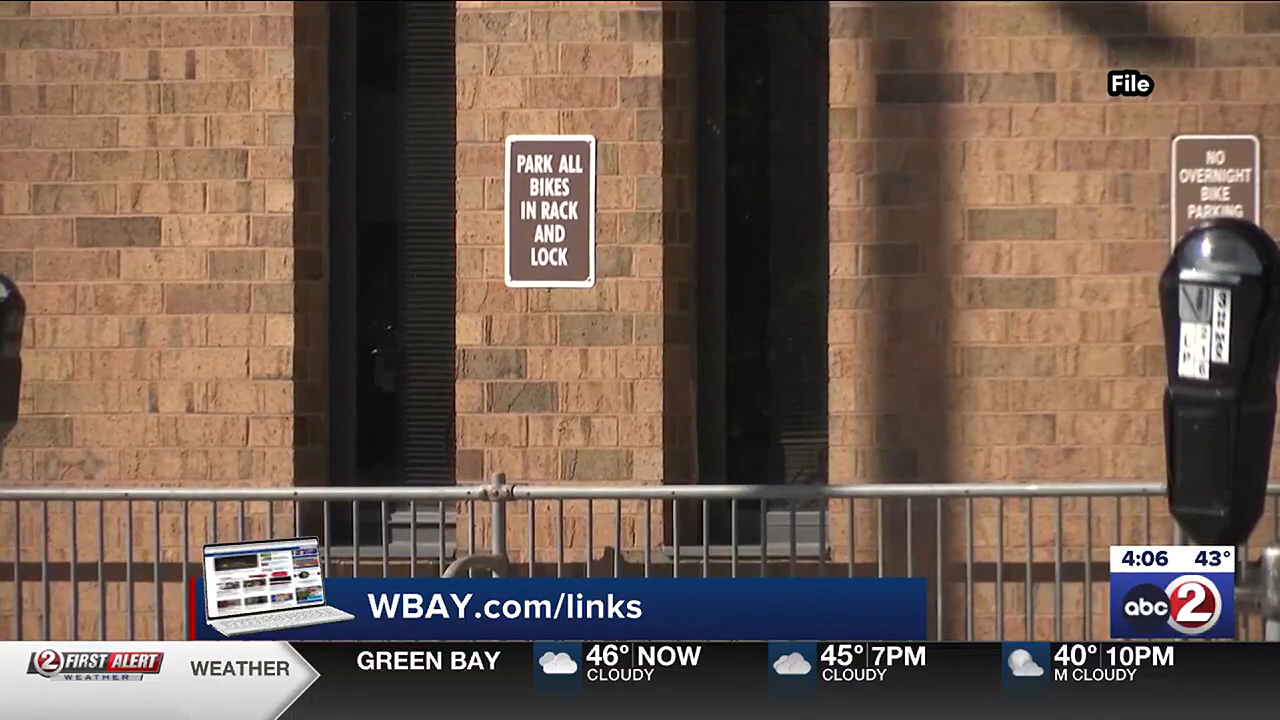 File
PARK ALL
BIKES
IN RACK
AND
LOCK
NO
OVERNIGHT
BIKE
PARKING
4:06 43°
abc 2
WBAY.com/links
2 FIRST ALERT
WEATHER
WEATHER
GREEN BAY
46° NOW
CLOUDY
45° 7PM
CLOUDY
40° 10PM
M CLOUDY